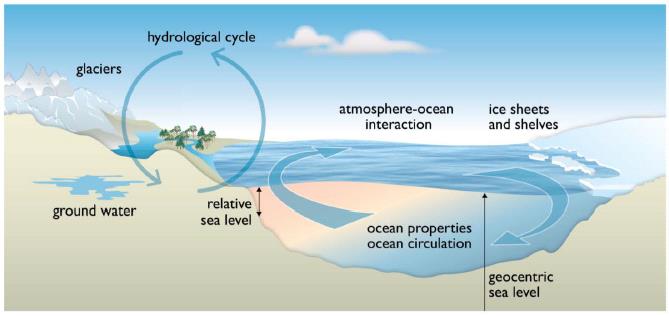 hydrological cycle
glaciers
atmosphere-ocean
interaction
ice sheets
and shelves
ground water
relative
sea level
ocean properties
ocean circulation
geocentric
sea level